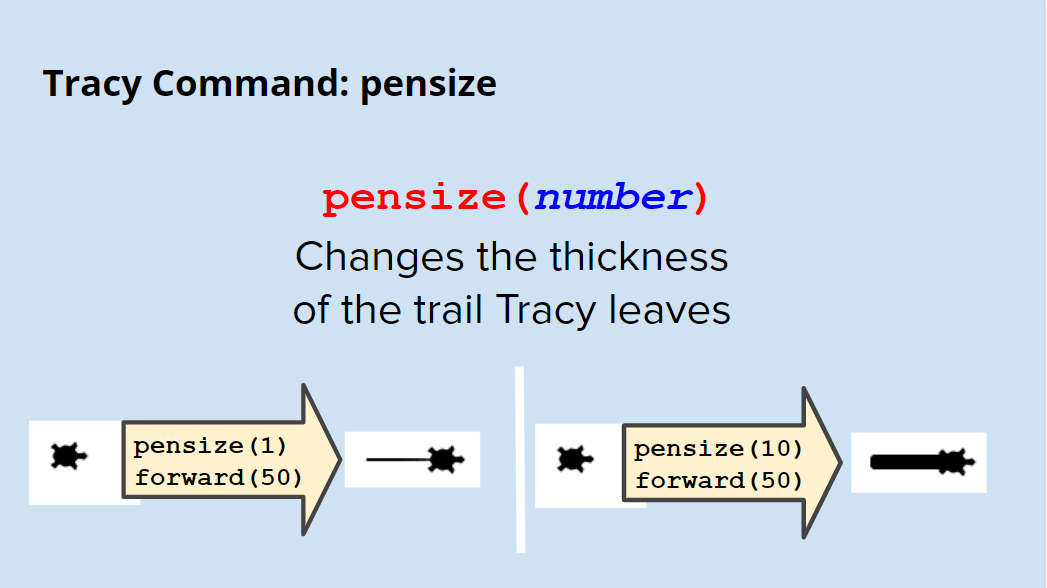 Tracy Command: pensize
pensize(number)
Changes the thickness
of the trail Tracy leaves
pensize(1)
forward(50)
pensize(10)
forward(50)